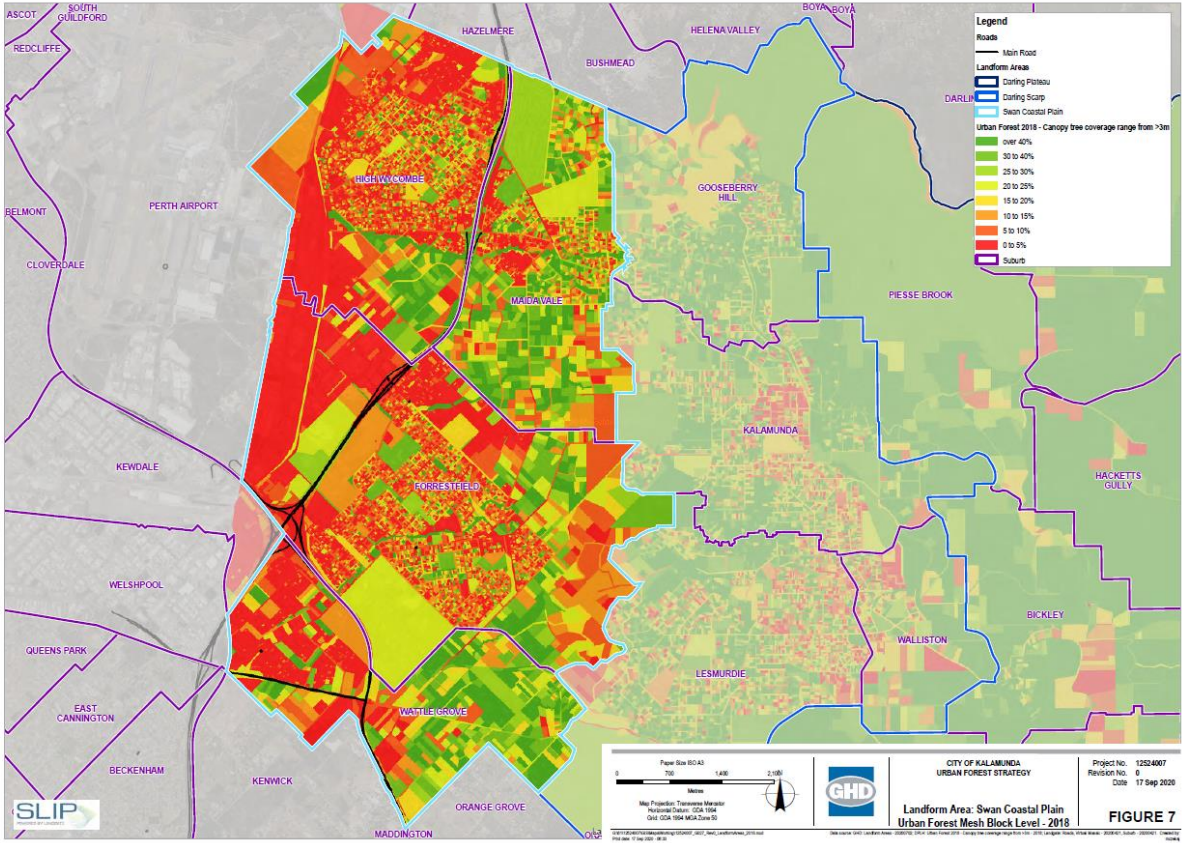 ASCOT
SOUTH
GUILDFORD
REDCLIFFE
HAZELMERE
BUSHMEAD
HELENA VALLEY
BOYA
BOYA
DARLIN
BELMONT
PERTH AIRPORT
CLOVERDALE
HIGH WYCOMBE
GOOSEBERRY
HILL
MAIDA VALE
PIESSE BROOK
KALAMUNDA
KEWDALE
FORRESTFIELD
HACKETTS
GULLY
WELSHPOOL
BICKLEY
WALLISTON
QUEENS PARK
LESMURDIE
EAST
CANNINGTON
WATTLE GROVE
BECKENHAM
KENWICK
ORANGE GROVE
MADDINGTON
Legend
Roads
Main Road
Landform Areas
Darling Plateau
Darling Scarp
Swan Coastal Plain
Urban Forest 2018 - Canopy tree coverage range from >3m
over 40%
30 to 40%
25 to 30%
20 to 25%
15 to 20%
10 to 15%
5 to 10%
0 to 5%
Suburb
SLIP
Paper Size ISO A3
0 700 1,400 2,100
Metres
Map Projection: Transverse Mercator
Horizontal Datum: GDA 1994
Grid: GDA 1994 MGA Zone 50
N
GHD
CITY OF KALAMUNDA
URBAN FOREST STRATEGY
Landform Area: Swan Coastal Plain
Urban Forest Mesh Block Level - 2018
Project No. 12524007
Revision No. 0
Date 17 Sep 2020
FIGURE 7